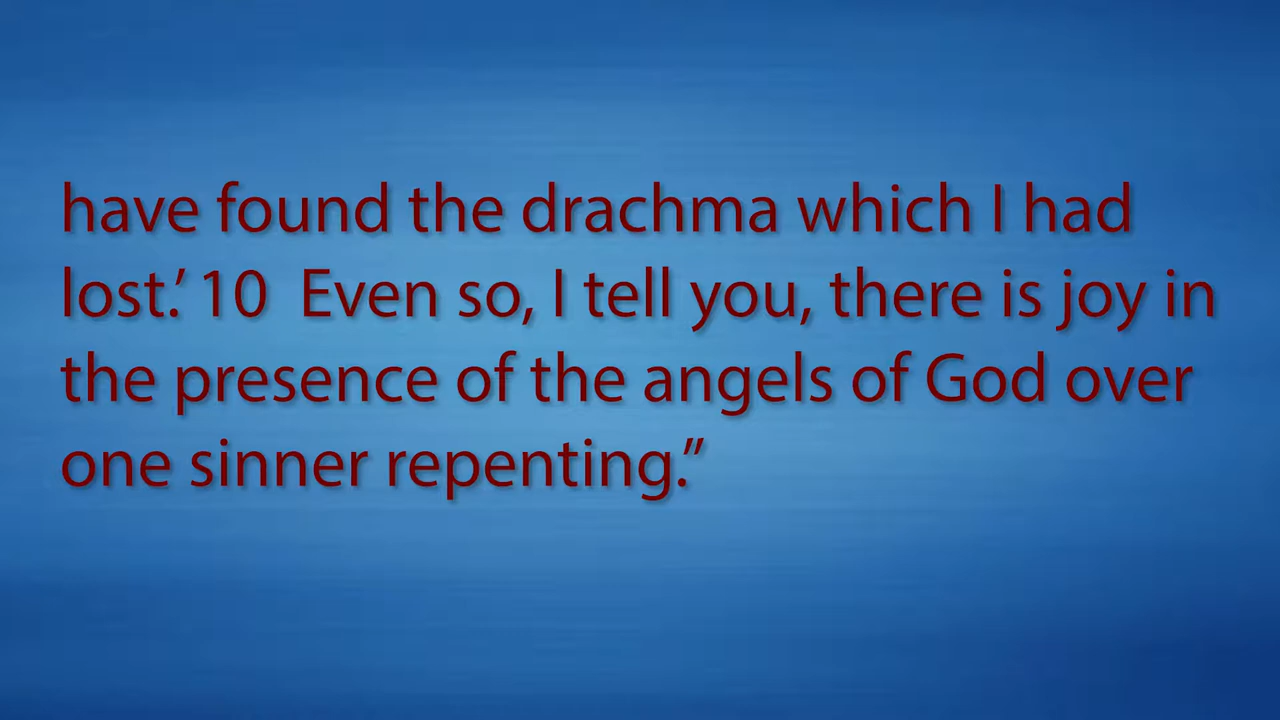 have found the drachma which I had
lost.’ 10  Even so, I tell you, there is joy in
the presence of the angels of God over
one sinner repenting.”